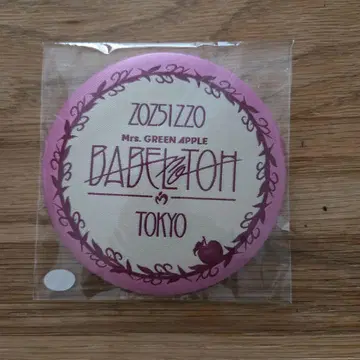 20251220
Mrs. GREEN APPLE
BABEL no TOH
TOKYO